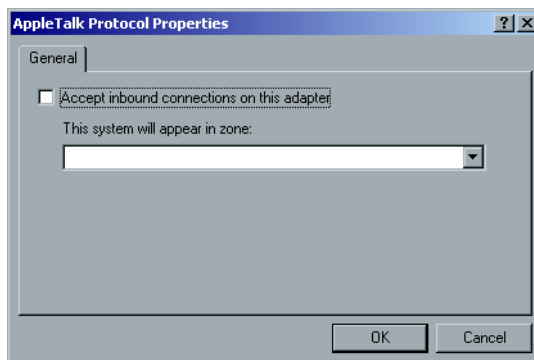 AppleTalk Protocol Properties
General
Accept inbound connections on this adapter
This system will appear in zone:
OK
Cancel